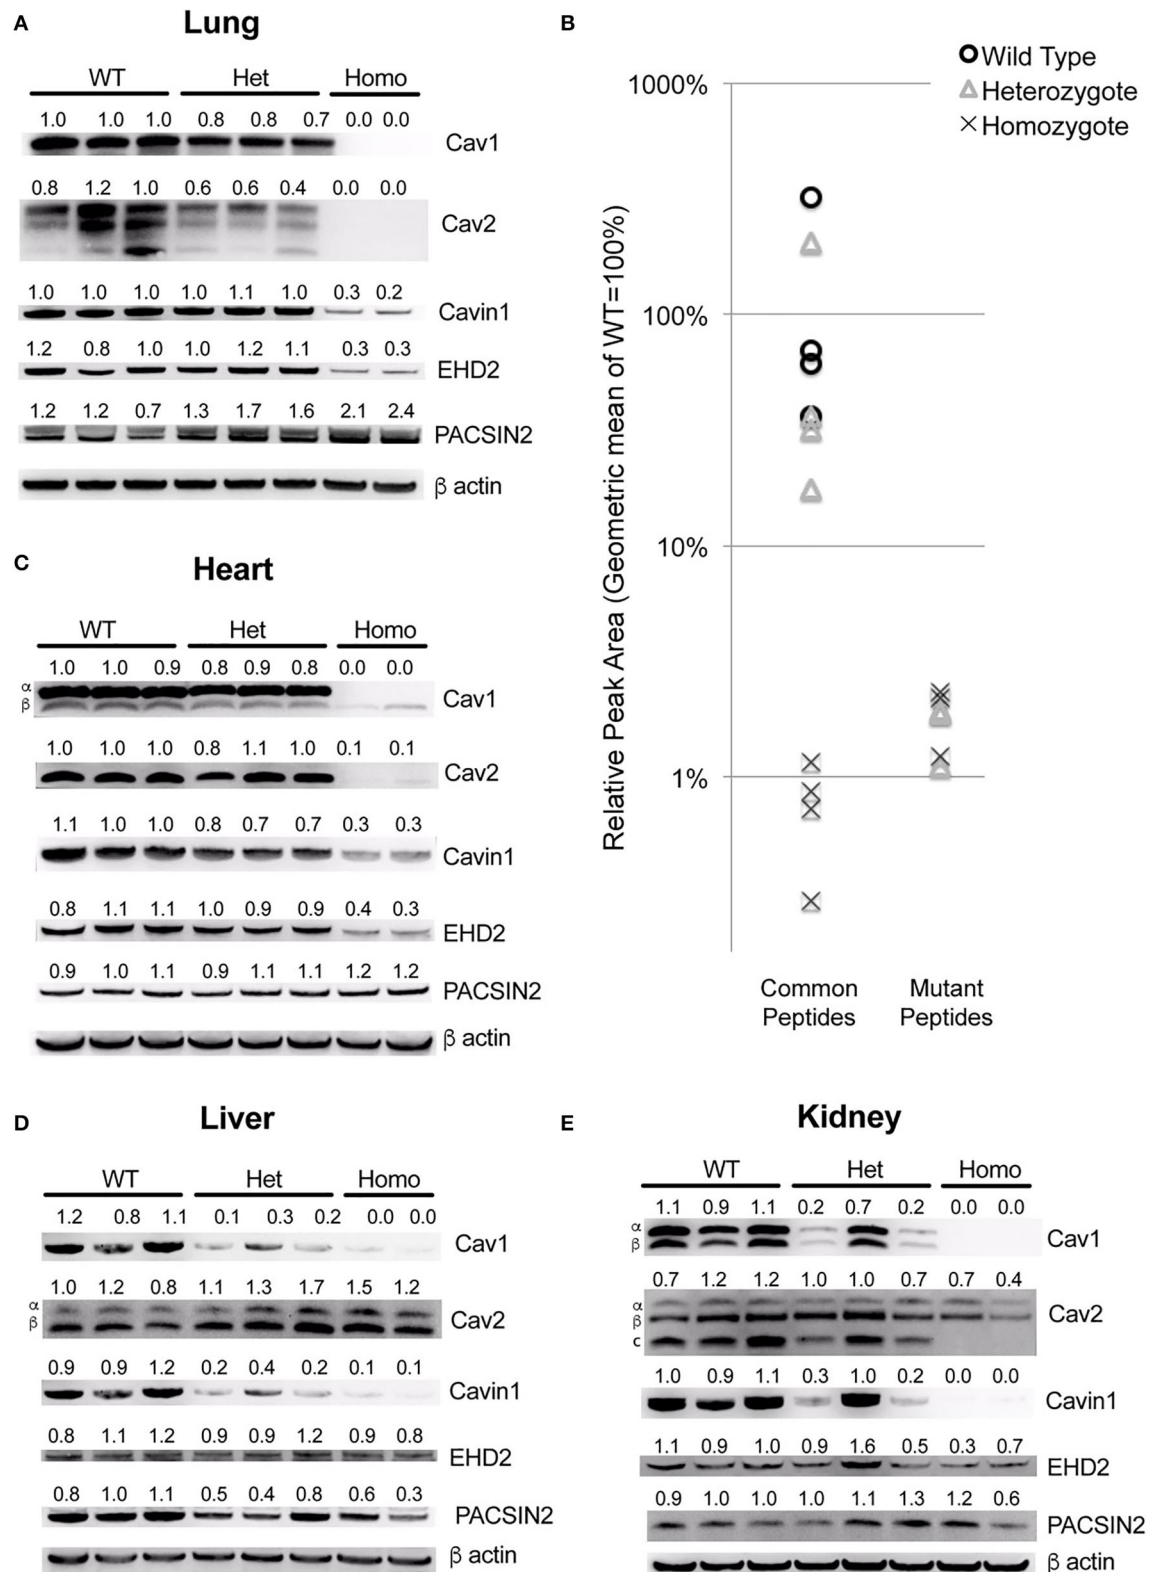 A
Lung
WT Het Homo
1.0 1.0 1.0 0.8 0.8 0.7 0.0 0.0
Cav1
0.8 1.2 1.0 0.6 0.6 0.4 0.0 0.0
Cav2
1.0 1.0 1.0 1.0 1.1 1.0 0.3 0.2
Cavin1
1.2 0.8 1.0 1.0 1.2 1.1 0.3 0.3
EHD2
1.2 1.2 0.7 1.3 1.7 1.6 2.1 2.4
PACSIN2
β actin
B
Wild Type
Heterozygote
Homozygote
1000%
100%
10%
1%
Relative Peak Area (Geometric mean of WT=100%)
Common Peptides
Mutant Peptides
C
Heart
WT Het Homo
1.0 1.0 0.9 0.8 0.9 0.8 0.0 0.0
α
β
Cav1
1.0 1.0 1.0 0.8 1.1 1.0 0.1 0.1
Cav2
1.1 1.0 1.0 0.8 0.7 0.7 0.3 0.3
Cavin1
0.8 1.1 1.1 1.0 0.9 0.9 0.4 0.3
EHD2
0.9 1.0 1.1 0.9 1.1 1.1 1.2 1.2
PACSIN2
β actin
D
Liver
WT Het Homo
1.2 0.8 1.1 0.1 0.3 0.2 0.0 0.0
Cav1
1.0 1.2 0.8 1.1 1.3 1.7 1.5 1.2
α
β
Cav2
0.9 0.9 1.2 0.2 0.4 0.2 0.1 0.1
Cavin1
0.8 1.1 1.2 0.9 0.9 1.2 0.9 0.8
EHD2
0.8 1.0 1.1 0.5 0.4 0.8 0.6 0.3
PACSIN2
β actin
E
Kidney
WT Het Homo
1.1 0.9 1.1 0.2 0.7 0.2 0.0 0.0
α
β
Cav1
0.7 1.2 1.2 1.0 1.0 0.7 0.7 0.4
α
β
c
Cav2
1.0 0.9 1.1 0.3 1.0 0.2 0.0 0.0
Cavin1
1.1 0.9 1.0 0.9 1.6 0.5 0.3 0.7
EHD2
0.9 1.0 1.0 1.0 1.1 1.3 1.2 0.6
PACSIN2
β actin